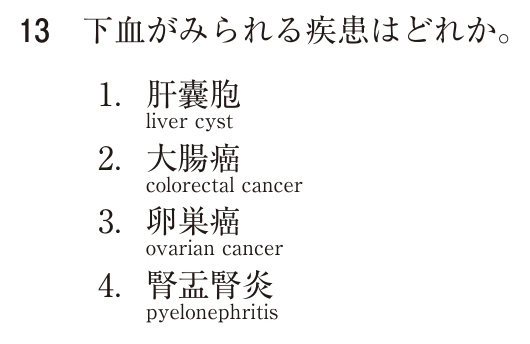 13 下血がみられる疾患はどれか。
1. 肝囊胞
liver cyst
2. 大腸癌
colorectal cancer
3. 卵巣癌
ovarian cancer
4. 腎盂腎炎
pyelonephritis